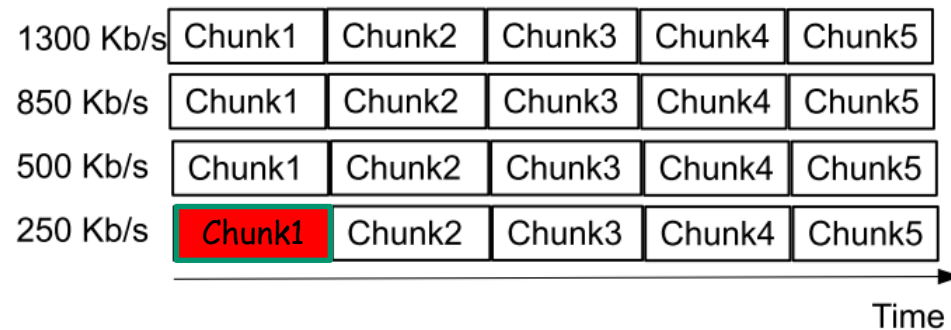 1300 Kb/s Chunk1 Chunk2 Chunk3 Chunk4 Chunk5
850 Kb/s Chunk1 Chunk2 Chunk3 Chunk4 Chunk5
500 Kb/s Chunk1 Chunk2 Chunk3 Chunk4 Chunk5
250 Kb/s Chunk1 Chunk2 Chunk3 Chunk4 Chunk5
Time